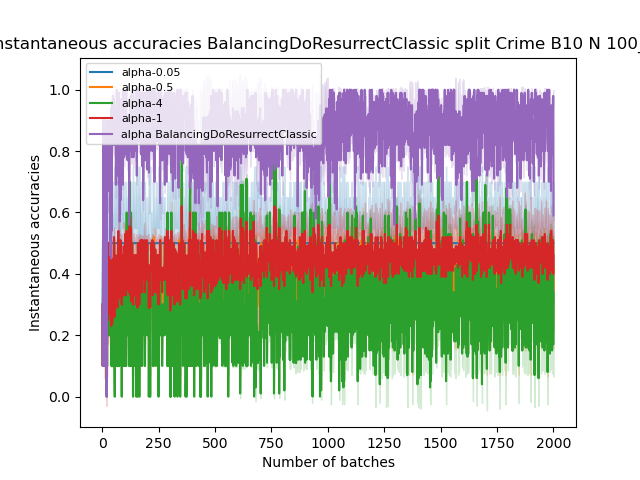 nstantaneous accuracies BalancingDoResurrectClassic split Crime B10 N 100_
alpha-0.05
alpha-0.5
alpha-4
alpha-1
alpha BalancingDoResurrectClassic
Instantaneous accuracies
1.0
0.8
0.6
0.4
0.2
0.0
0 250 500 750 1000 1250 1500 1750 2000
Number of batches